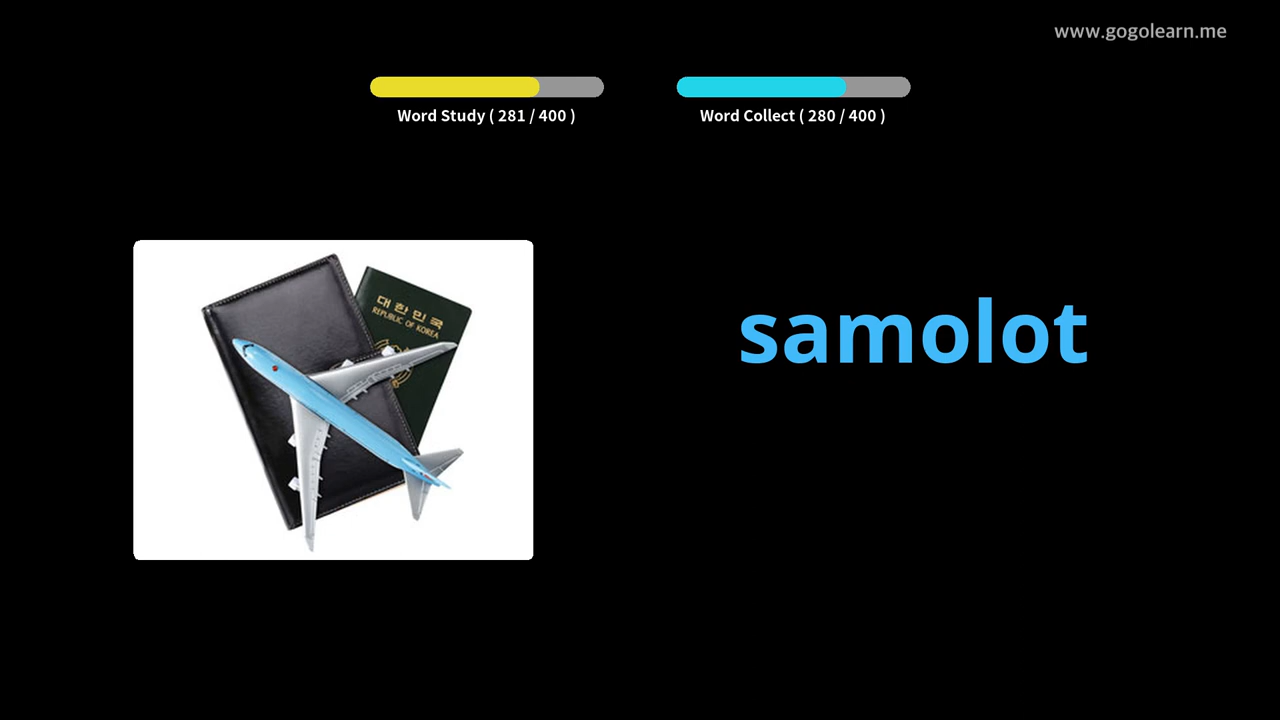 www.gogolearn.me
Word Study ( 281 / 400 )
Word Collect ( 280 / 400 )
대한민국
REPUBLIC OF KOREA
samolot